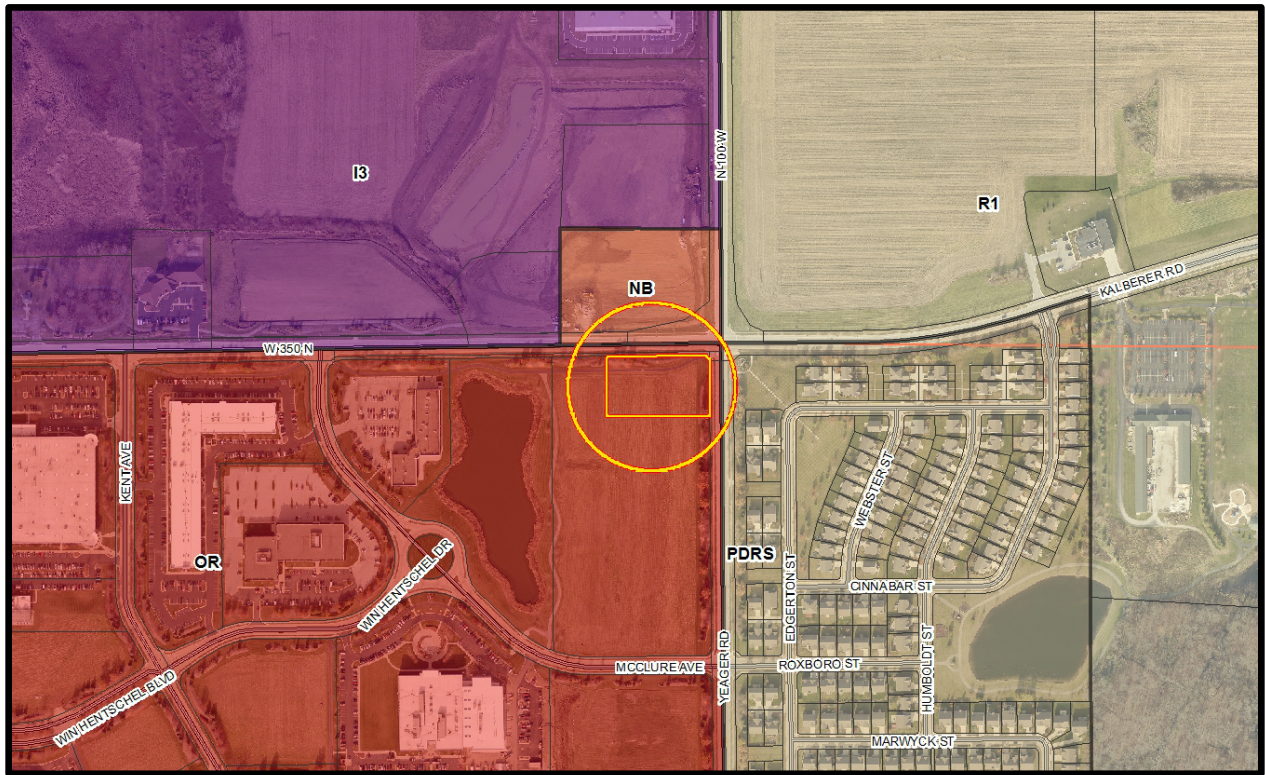 N 100 W
I3
R1
KALBERER RD
NB
W 350 N
KENT AVE
WEBSTER ST
OR
WIN HENTSCHEL DR
PDRS
EDGERTON ST
CINNABAR ST
MCCLURE AVE
YEAGER RD
ROXBORO ST
HUMBOLDT ST
WIN HENTSCHEL BLVD
MARWYCK ST